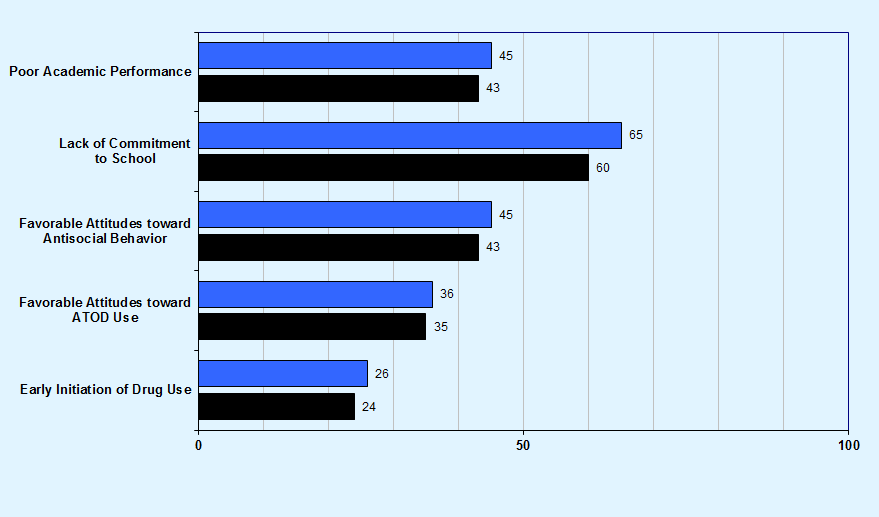 Poor Academic Performance
45
43
Lack of Commitment
to School
65
60
Favorable Attitudes toward
Antisocial Behavior
45
43
Favorable Attitudes toward
ATOD Use
36
35
Early Initiation of Drug Use
26
24
0 50 100